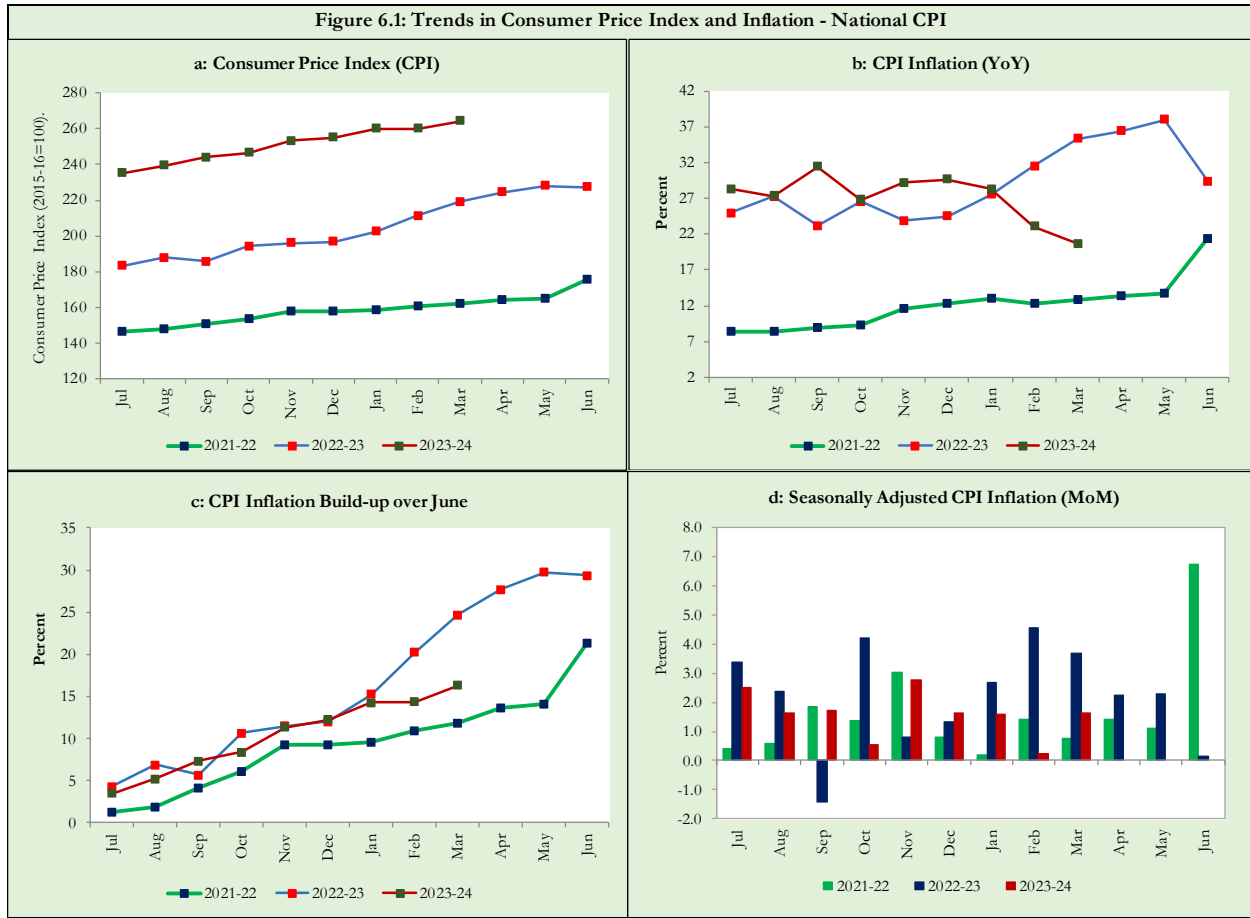 Figure 6.1: Trends in Consumer Price Index and Inflation - National CPI
a: Consumer Price Index (CPI)
Consumer Price Index (2015-16=100).
280
260
240
220
200
180
160
140
120
Jul Aug Sep Oct Nov Dec Jan Feb Mar Apr May Jun
2021-22 2022-23 2023-24
b: CPI Inflation (YoY)
Percent
42
37
32
27
22
17
12
7
2
Jul Aug Sep Oct Nov Dec Jan Feb Mar Apr May Jun
2021-22 2022-23 2023-24
c: CPI Inflation Build-up over June
Percent
35
30
25
20
15
10
5
0
Jul Aug Sep Oct Nov Dec Jan Feb Mar Apr May Jun
2021-22 2022-23 2023-24
d: Seasonally Adjusted CPI Inflation (MoM)
Percent
8.0
7.0
6.0
5.0
4.0
3.0
2.0
1.0
0.0
-1.0
-2.0
Jul Aug Sep Oct Nov Dec Jan Feb Mar Apr May Jun
2021-22 2022-23 2023-24